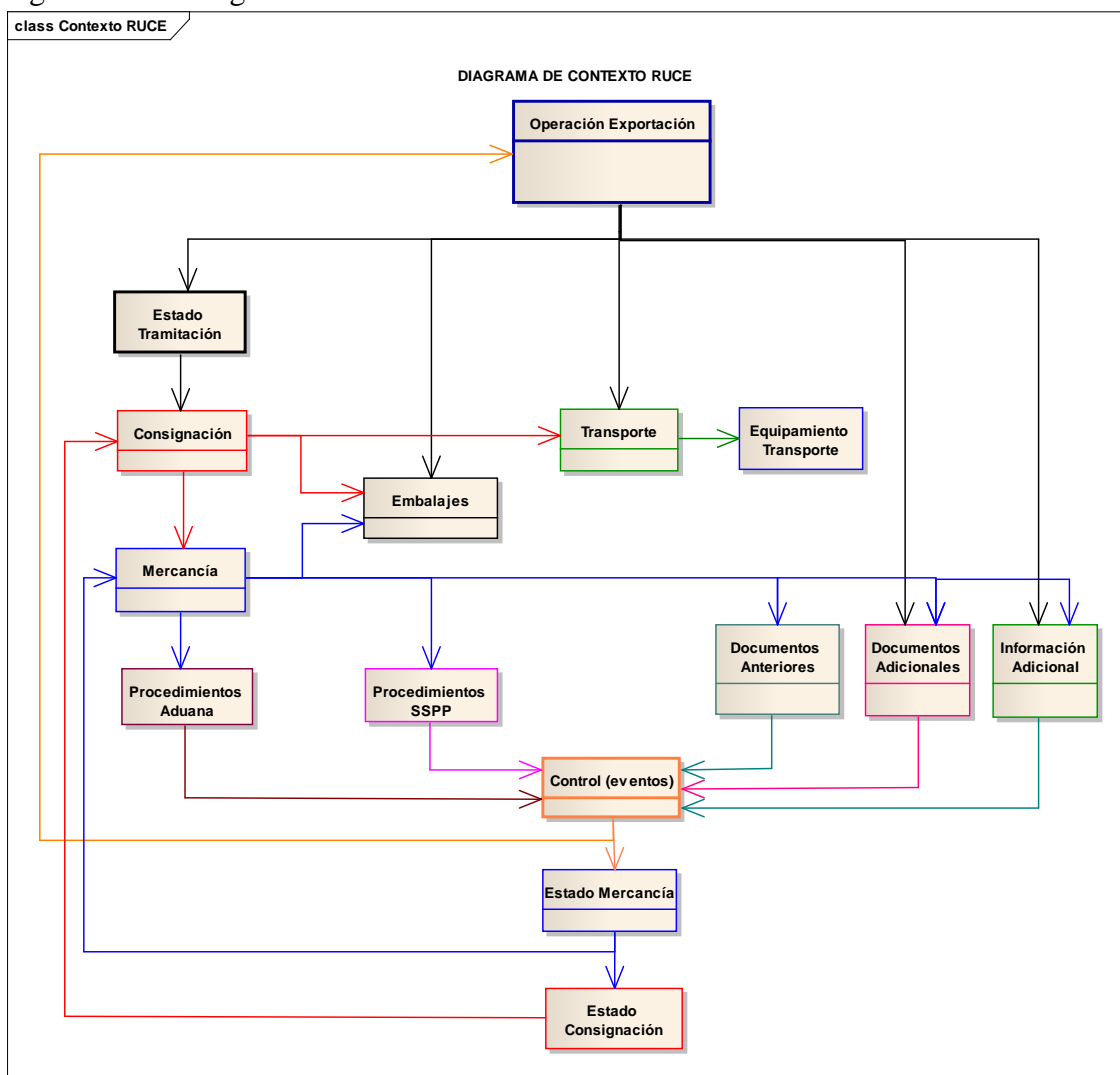 class Contexto RUCE
DIAGRAMA DE CONTEXTO RUCE
Operación Exportación
Estado
Tramitación
Consignación
Transporte
Equipamiento
Transporte
Embalajes
Mercancía
Documentos
Anteriores
Documentos
Adicionales
Información
Adicional
Procedimientos
Aduana
Procedimientos
SSPP
Control (eventos)
Estado Mercancía
Estado
Consignación